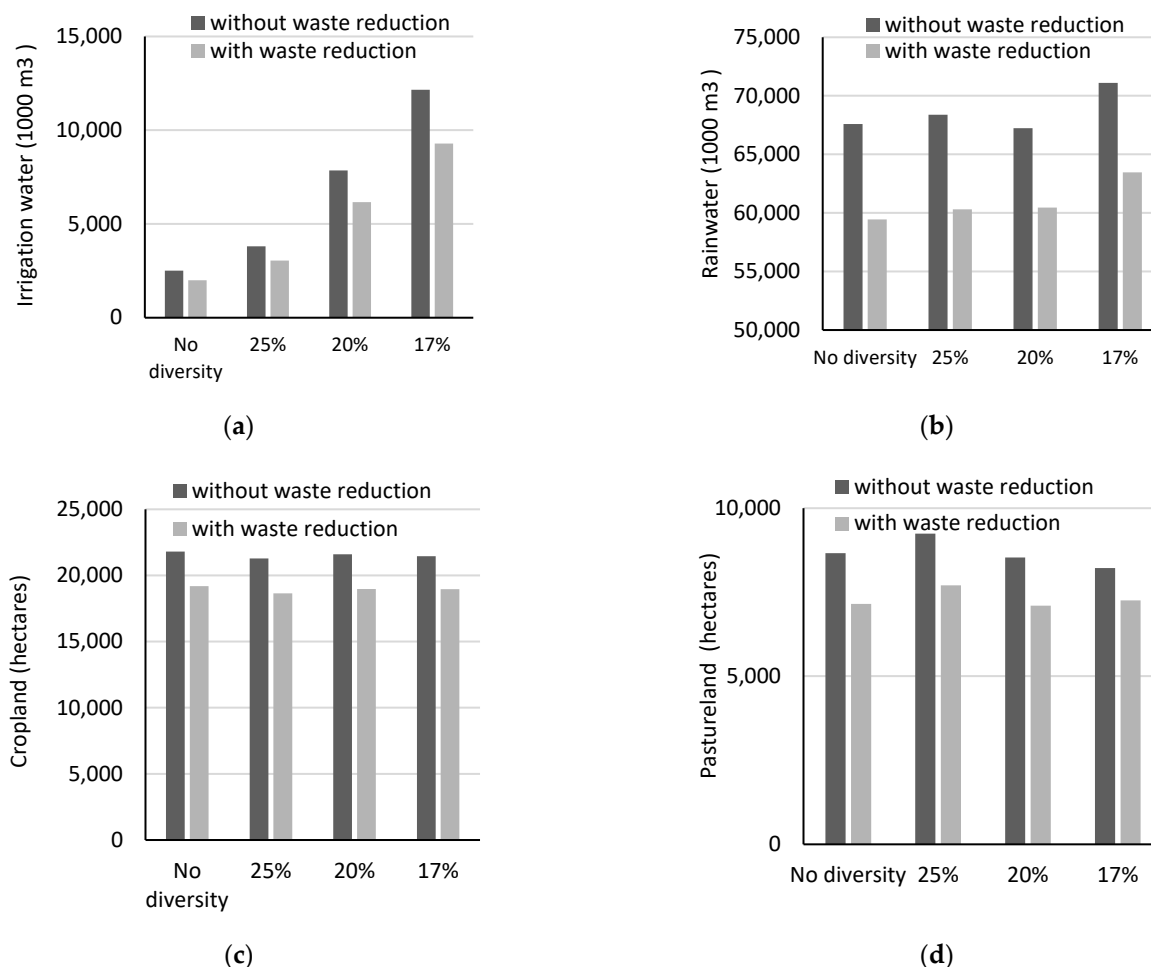 Irrigation water (1000 m3 )
without waste reduction
with waste reduction
15,000
10,000
5,000
0
No
diversity
25%
20%
17%
(a)
Rainwater (1000 m3 )
without waste reduction
with waste reduction
75,000
70,000
65,000
60,000
55,000
50,000
No diversity
25%
20%
17%
(b)
Cropland (hectares)
without waste reduction
with waste reduction
25,000
20,000
15,000
10,000
5,000
0
No
diversity
25%
20%
17%
(c)
Pastureland (hectares)
without waste reduction
with waste reduction
10,000
5,000
0
No diversity
25%
20%
17%
(d)